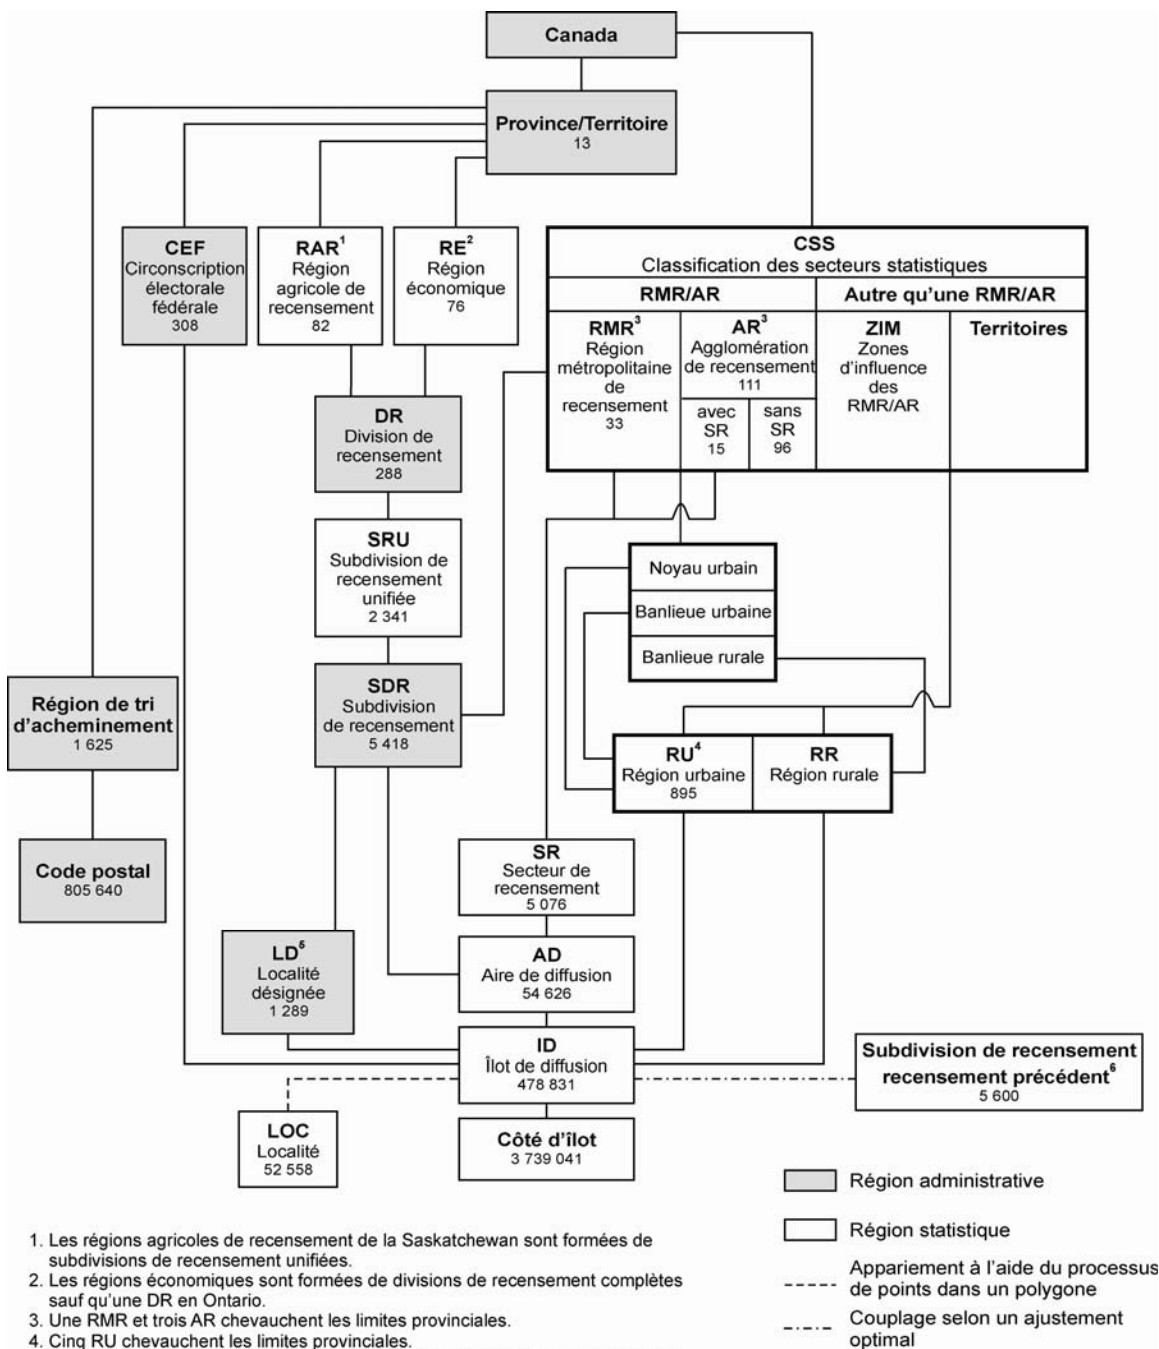 Canada
Province/Territoire
13
CEF
Circonscription
électorale
fédérale
308
RAR1
Région
agricole de
recensement
82
RE2
Région
économique
76
CSS
Classification des secteurs statistiques
RMR/AR
Autre qu’une RMR/AR
RMR3
Région
métropolitaine
de
recensement
33
AR3
Agglomération
de recensement
111
avec
SR
15
sans
SR
96
ZIM
Zones
d’influence
des
RMR/AR
Territoires
DR
Division de
recensement
288
SRU
Subdivision de
recensement
unifiée
2 341
Noyau urbain
Banlieue urbaine
Banlieue rurale
SDR
Subdivision
de recensement
5 418
Région de tri
d’acheminement
1 625
RU4
Région urbaine
895
RR
Région rurale
Code postal
805 640
SR
Secteur de
recensement
5 076
LD5
Localité
désignée
1 289
AD
Aire de diffusion
54 626
ID
Îlot de diffusion
478 831
Subdivision de recensement
recensement précédent6
5 600
LOC
Localité
52 558
Côté d’îlot
3 739 041
Région administrative
Région statistique
Appariement à l’aide du processus
de points dans un polygone
Couplage selon un ajustement
optimal
1. Les régions agricoles de recensement de la Saskatchewan sont formées de
subdivisions de recensement unifiées.
2. Les régions économiques sont formées de divisions de recensement complètes
sauf qu’une DR en Ontario.
3. Une RMR et trois AR chevauchent les limites provinciales.
4. Cinq RU chevauchent les limites provinciales.